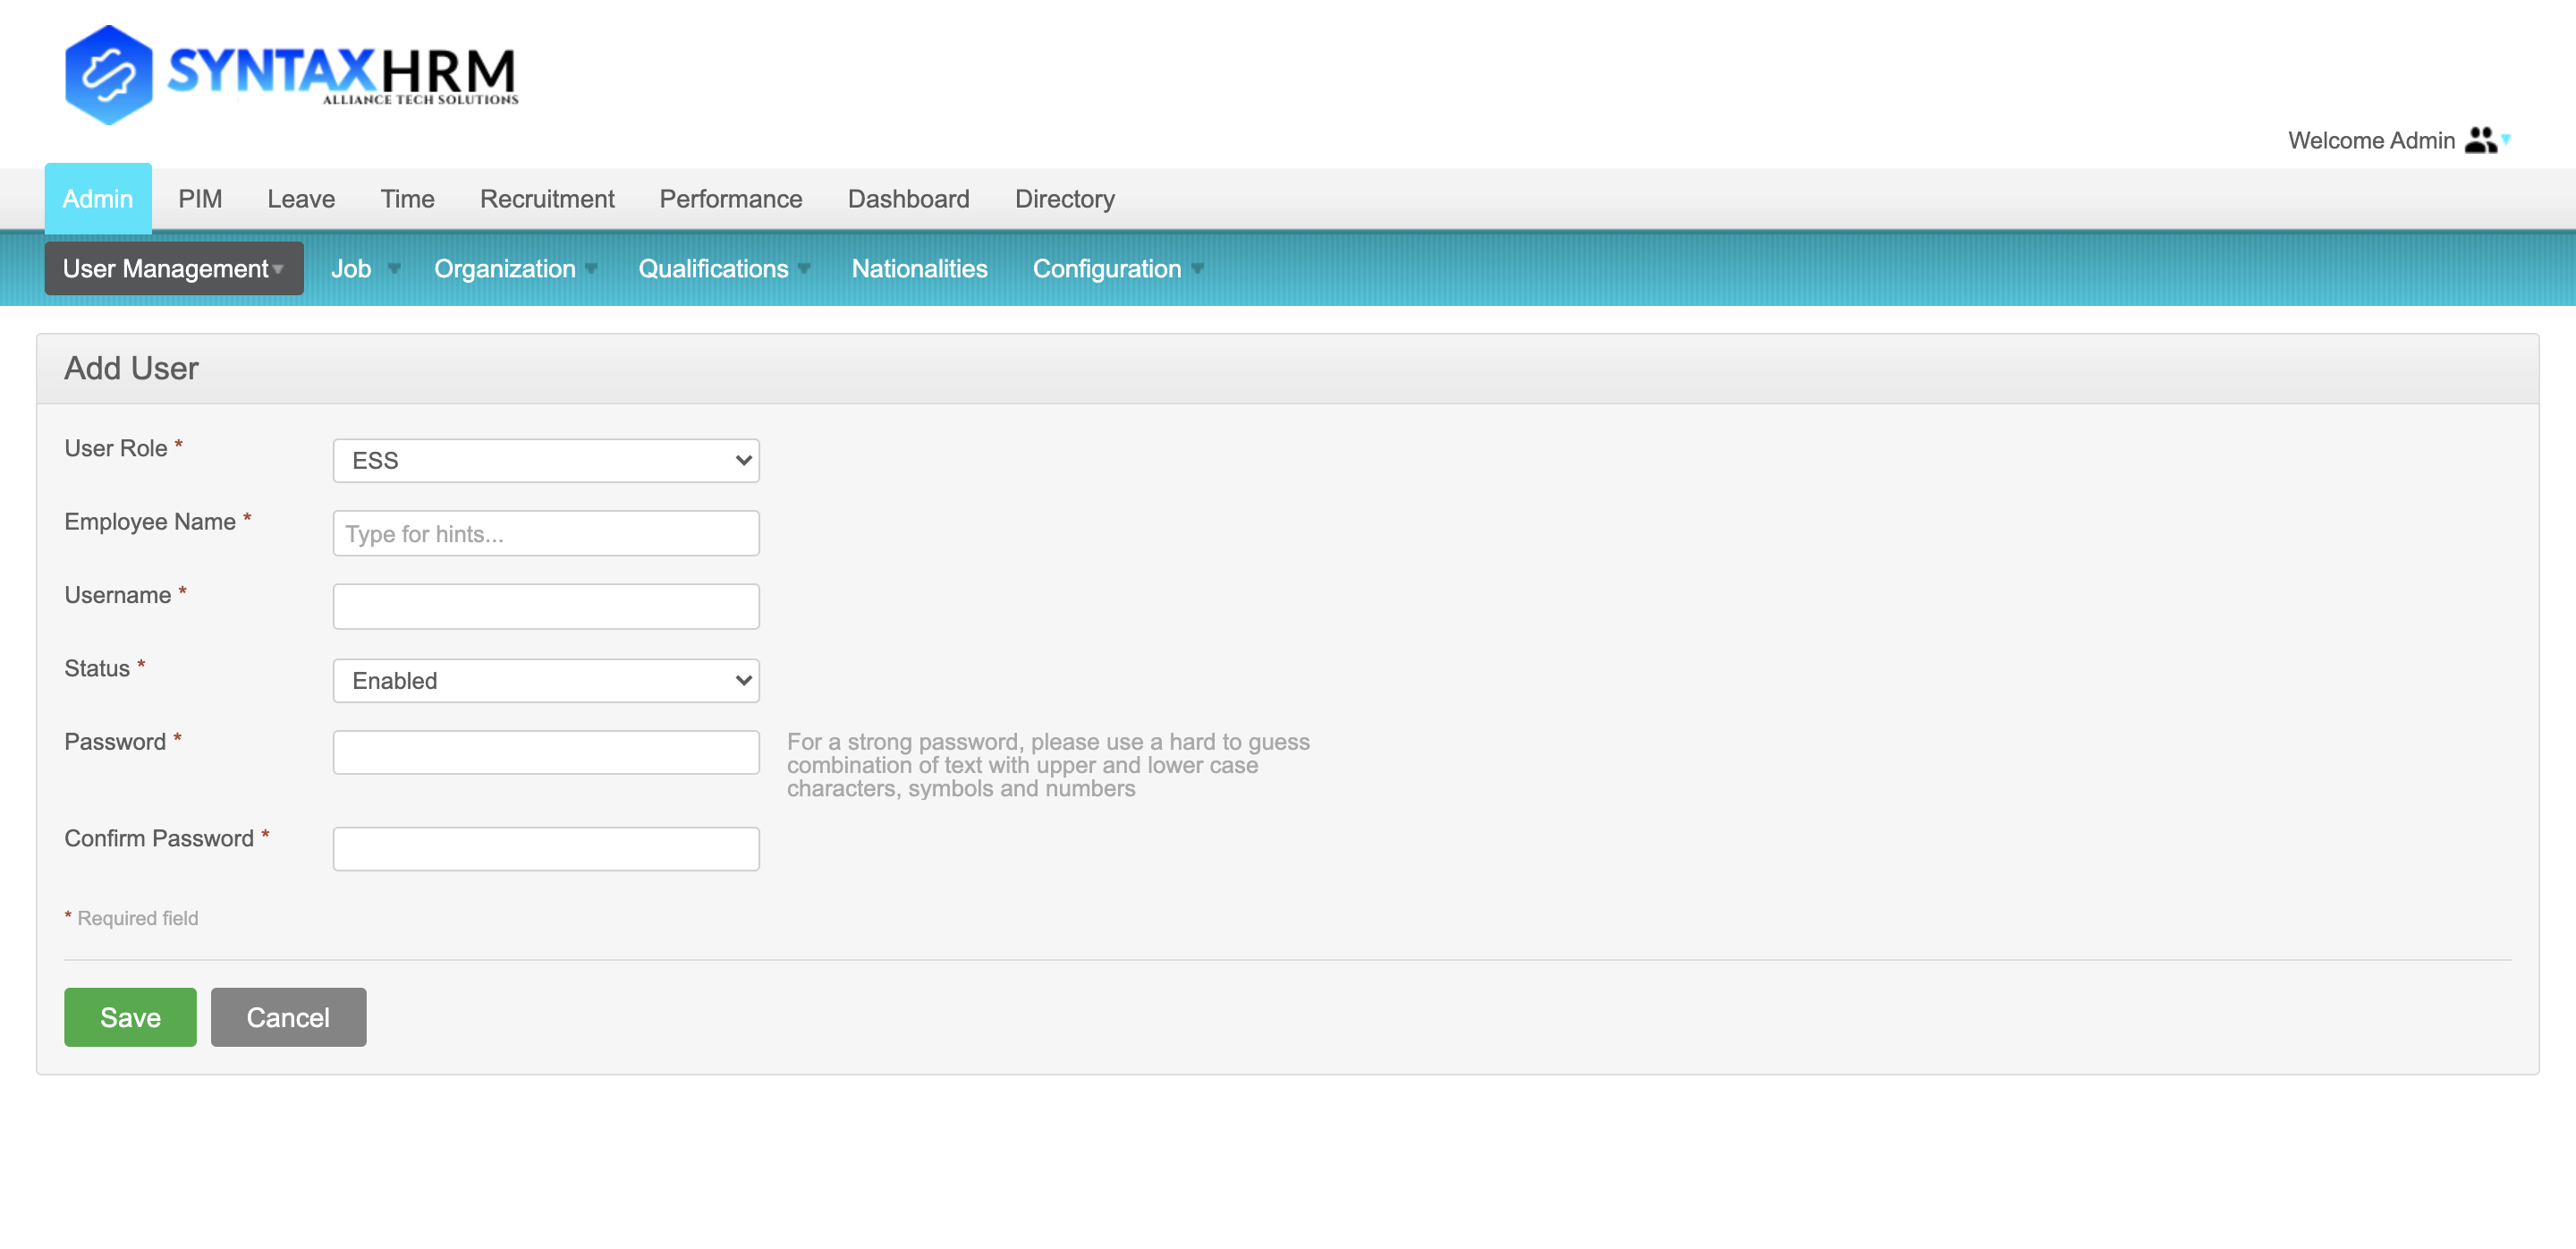 SYNTAXHRM
ALLIANCE TECH SOLUTIONS
Welcome Admin
Admin PIM Leave Time Recruitment Performance Dashboard Directory
User Management Job Organization Qualifications Nationalities Configuration
Add User
User Role * ESS
Employee Name * Type for hints...
Username *
Status * Enabled
Password * For a strong password, please use a hard to guess
combination of text with upper and lower case
characters, symbols and numbers
Confirm Password *
* Required field
Save Cancel